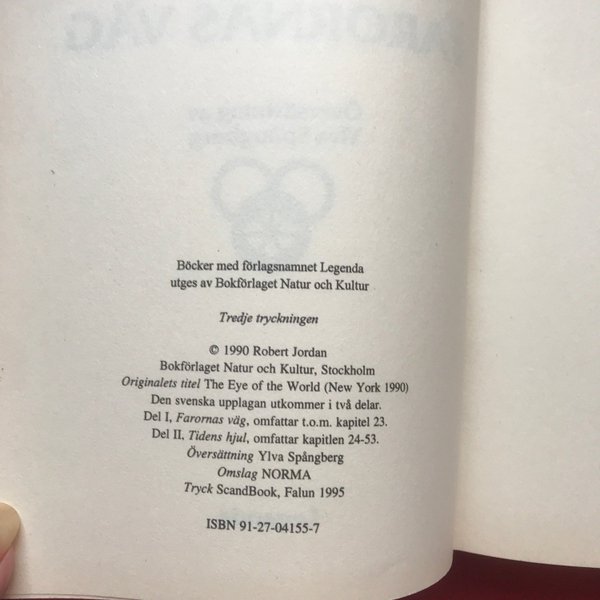 Böcker med förlagsnamnet Legenda
utges av Bokförlaget Natur och Kultur
Tredje tryckningen
© 1990 Robert Jordan
Bokförlaget Natur och Kultur, Stockholm
Originalets titel The Eye of the World (New York 1990)
Den svenska upplagan utkommer i två delar.
Del I, Farornas väg, omfattar t.o.m. kapitel 23.
Del II, Tidens hjul, omfattar kapitlen 24-53.
Översättning Ylva Spångberg
Omslag NORMA
Tryck ScandBook, Falun 1995
ISBN 91-27-04155-7